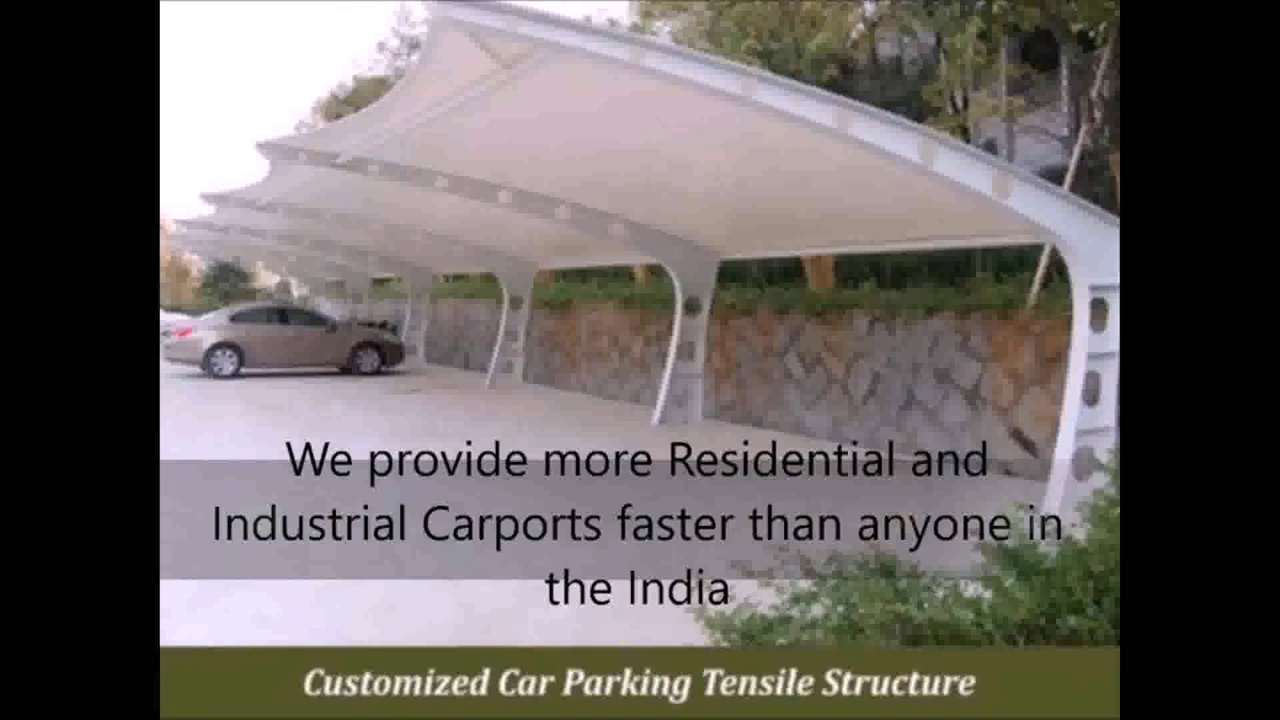 We provide more Residential and
Industrial Carports faster than anyone in
the India
Customized Car Parking Tensile Structure